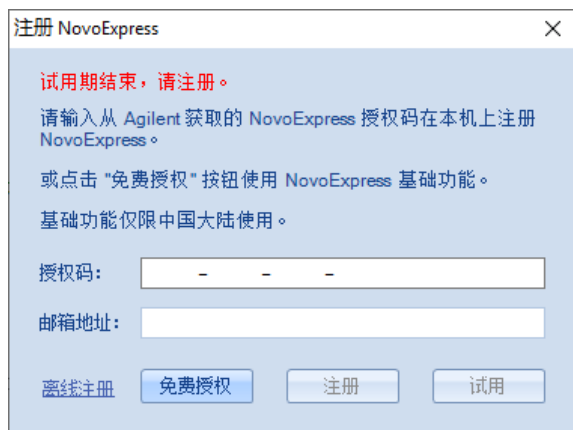 注册 NovoExpress
试用期结束，请注册。
请输入从 Agilent 获取的 NovoExpress 授权码在本机上注册
NovoExpress。
或点击 "免费授权" 按钮使用 NovoExpress 基础功能。
基础功能仅限中国大陆使用。
授权码： - - -
邮箱地址：
离线注册 免费授权 注册 试用